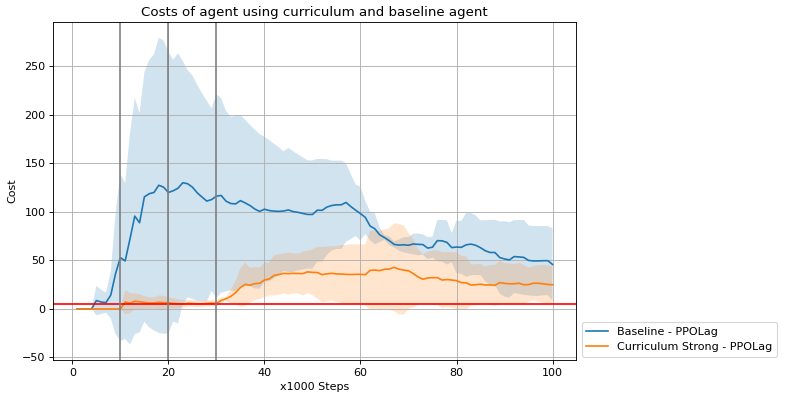 Costs of agent using curriculum and baseline agent
250
200
150
100
50
0
−50
Cost
0 20 40 60 80 100
x1000 Steps
Baseline - PPOLag
Curriculum Strong - PPOLag